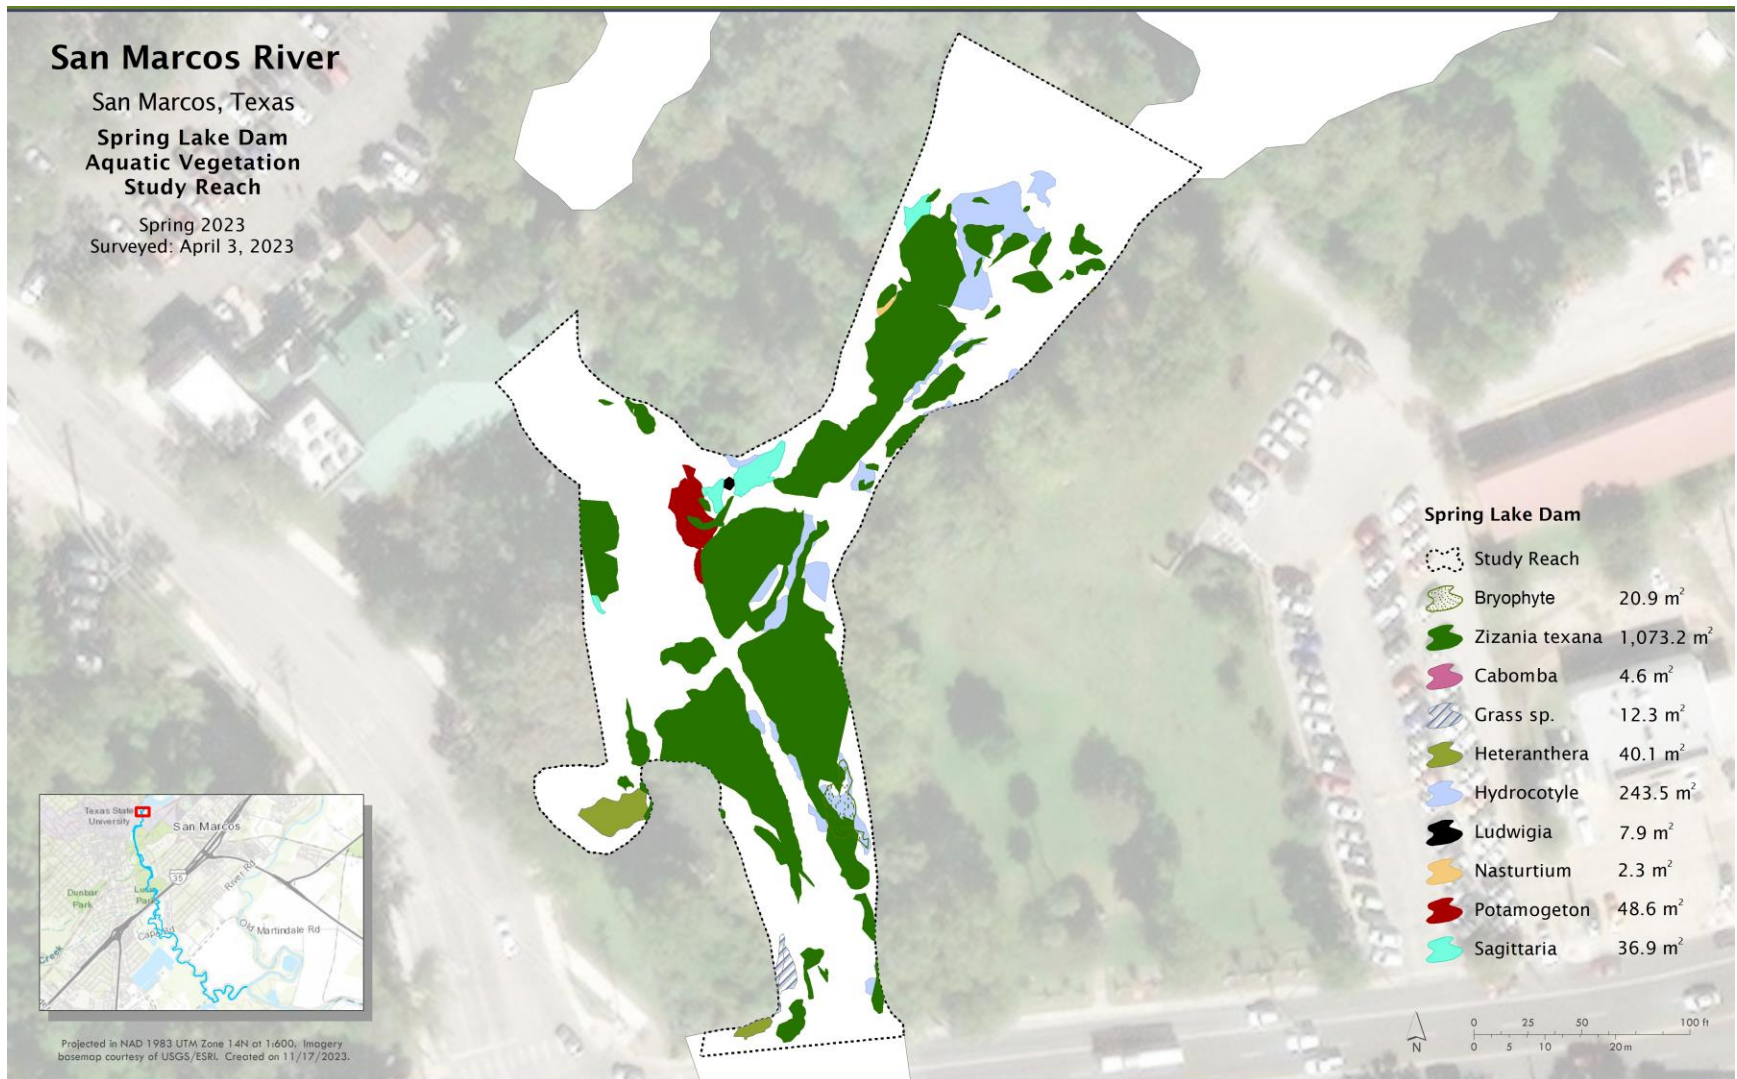 San Marcos River
San Marcos, Texas
Spring Lake Dam
Aquatic Vegetation
Study Reach
Spring 2023
Surveyed: April 3, 2023
Spring Lake Dam
Study Reach
Bryophyte 20.9 m²
Zizania texana 1,073.2 m²
Cabomba 4.6 m²
Grass sp. 12.3 m²
Heteranthera 40.1 m²
Hydrocotyle 243.5 m²
Ludwigia 7.9 m²
Nasturtium 2.3 m²
Potamogeton 48.6 m²
Sagittaria 36.9 m²
Texas State
University
San Marcos
35
River Rd
Dunbar
Park
Park
Old Martindale Rd
Creek
N
0 25 50 100 ft
0 5 10 20 m
Projected in NAD 1983 UTM Zone 14N at 1:600. Imagery
basemap courtesy of USGS/ESRI. Created on 11/17/2023.